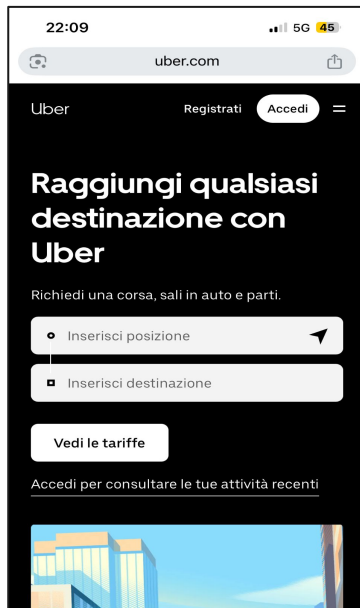 22:09
5G 45
uber.com
Uber
Registrati
Accedi
Raggiungi qualsiasi
destinazione con
Uber
Richiedi una corsa, sali in auto e parti.
Inserisci posizione
Inserisci destinazione
Vedi le tariffe
Accedi per consultare le tue attività recenti